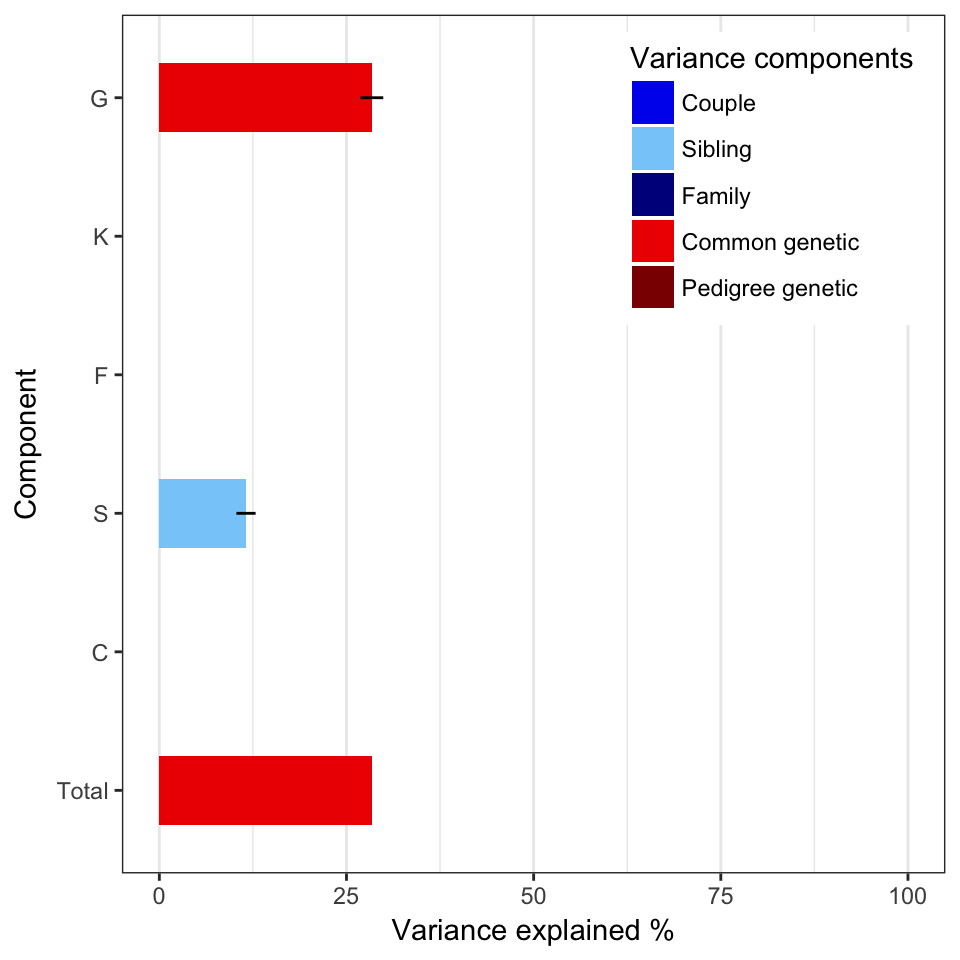 Variance components
Couple
Sibling
Family
Common genetic
Pedigree genetic
Component
G
K
F
S
C
Total
0 25 50 75 100
Variance explained %